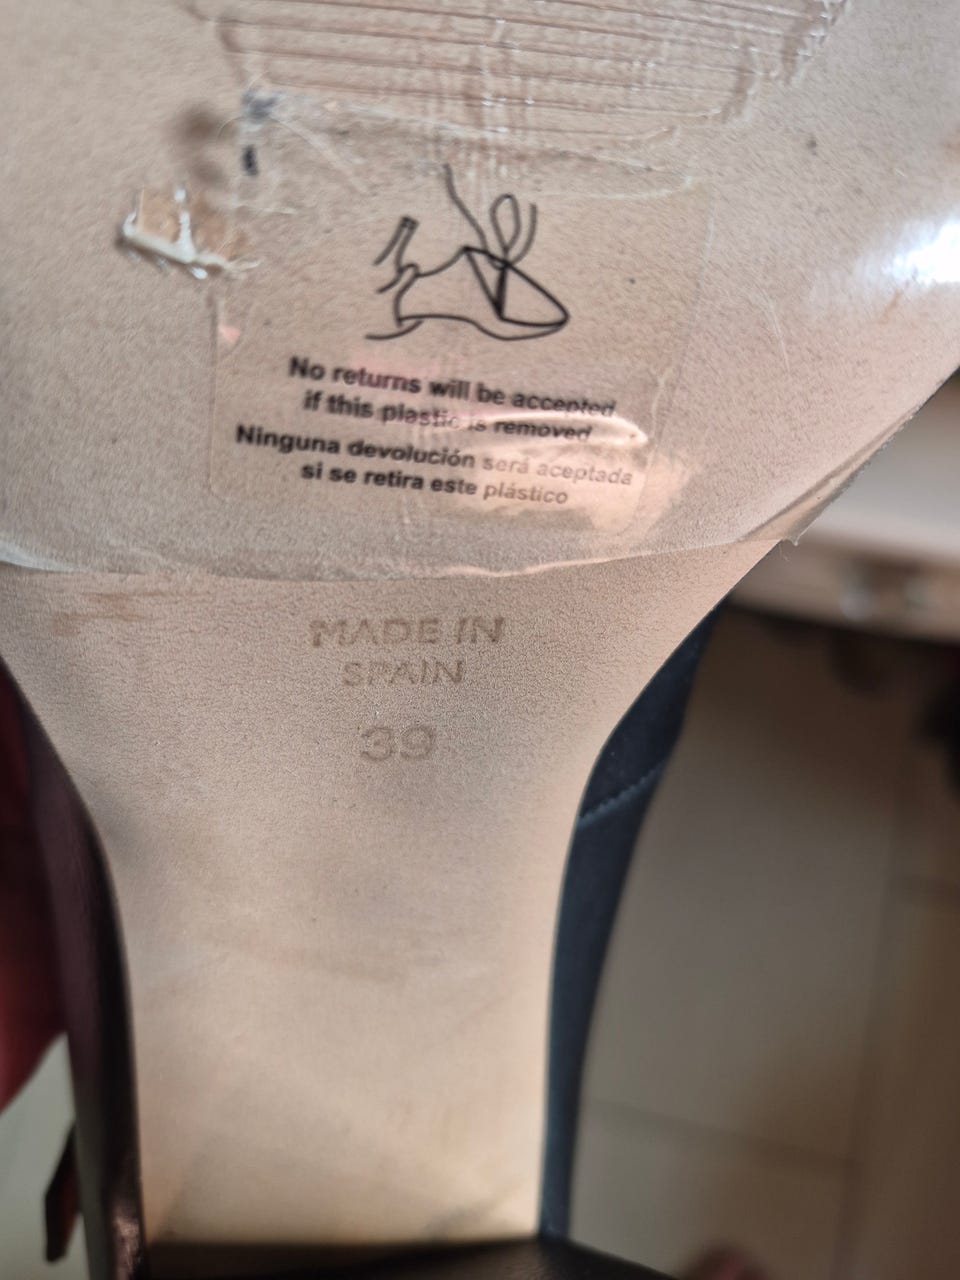 No returns will be accepted
if this plastic is removed
Ninguna devolución será aceptada
si se retira este plástico
MADE IN
SPAIN
39